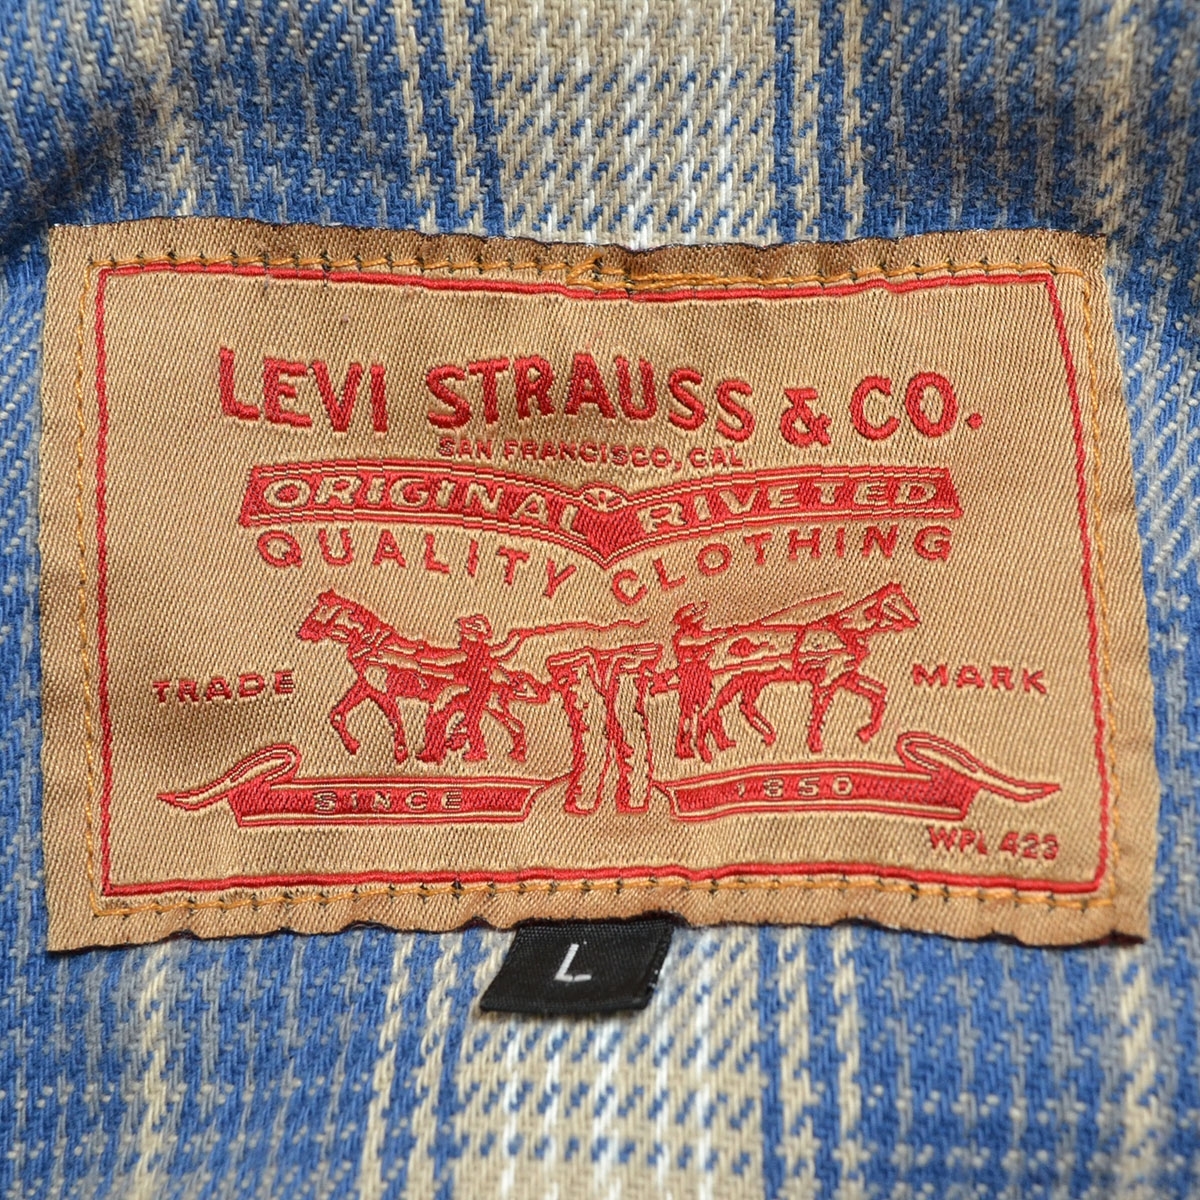 LEVI STRAUSS & CO.
SAN FRANCISCO, CAL.
ORIGINAL RIVETED
QUALITY CLOTHING
TRADE MARK
SINCE 1850
WPL 423
L